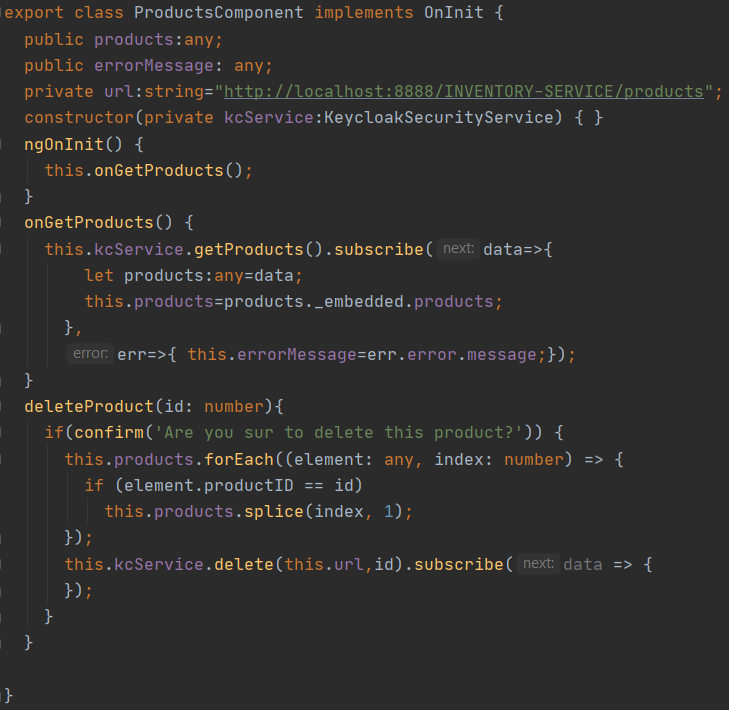 export class ProductsComponent implements OnInit {
  public products:any;
  public errorMessage: any;
  private url:string="http://localhost:8888/INVENTORY-SERVICE/products";
  constructor(private kcService:KeycloakSecurityService) { }
  ngOnInit() {
    this.onGetProducts();
  }
  onGetProducts() {
    this.kcService.getProducts().subscribe( next: data=>{
        let products:any=data;
        this.products=products._embedded.products;
      },
      error: err=>{ this.errorMessage=err.error.message;});
  }
  deleteProduct(id: number){
    if(confirm('Are you sur to delete this product?')) {
      this.products.forEach((element: any, index: number) => {
        if (element.productID == id)
          this.products.splice(index, 1);
      });
      this.kcService.delete(this.url,id).subscribe( next: data => {
      });
    }
  }
}